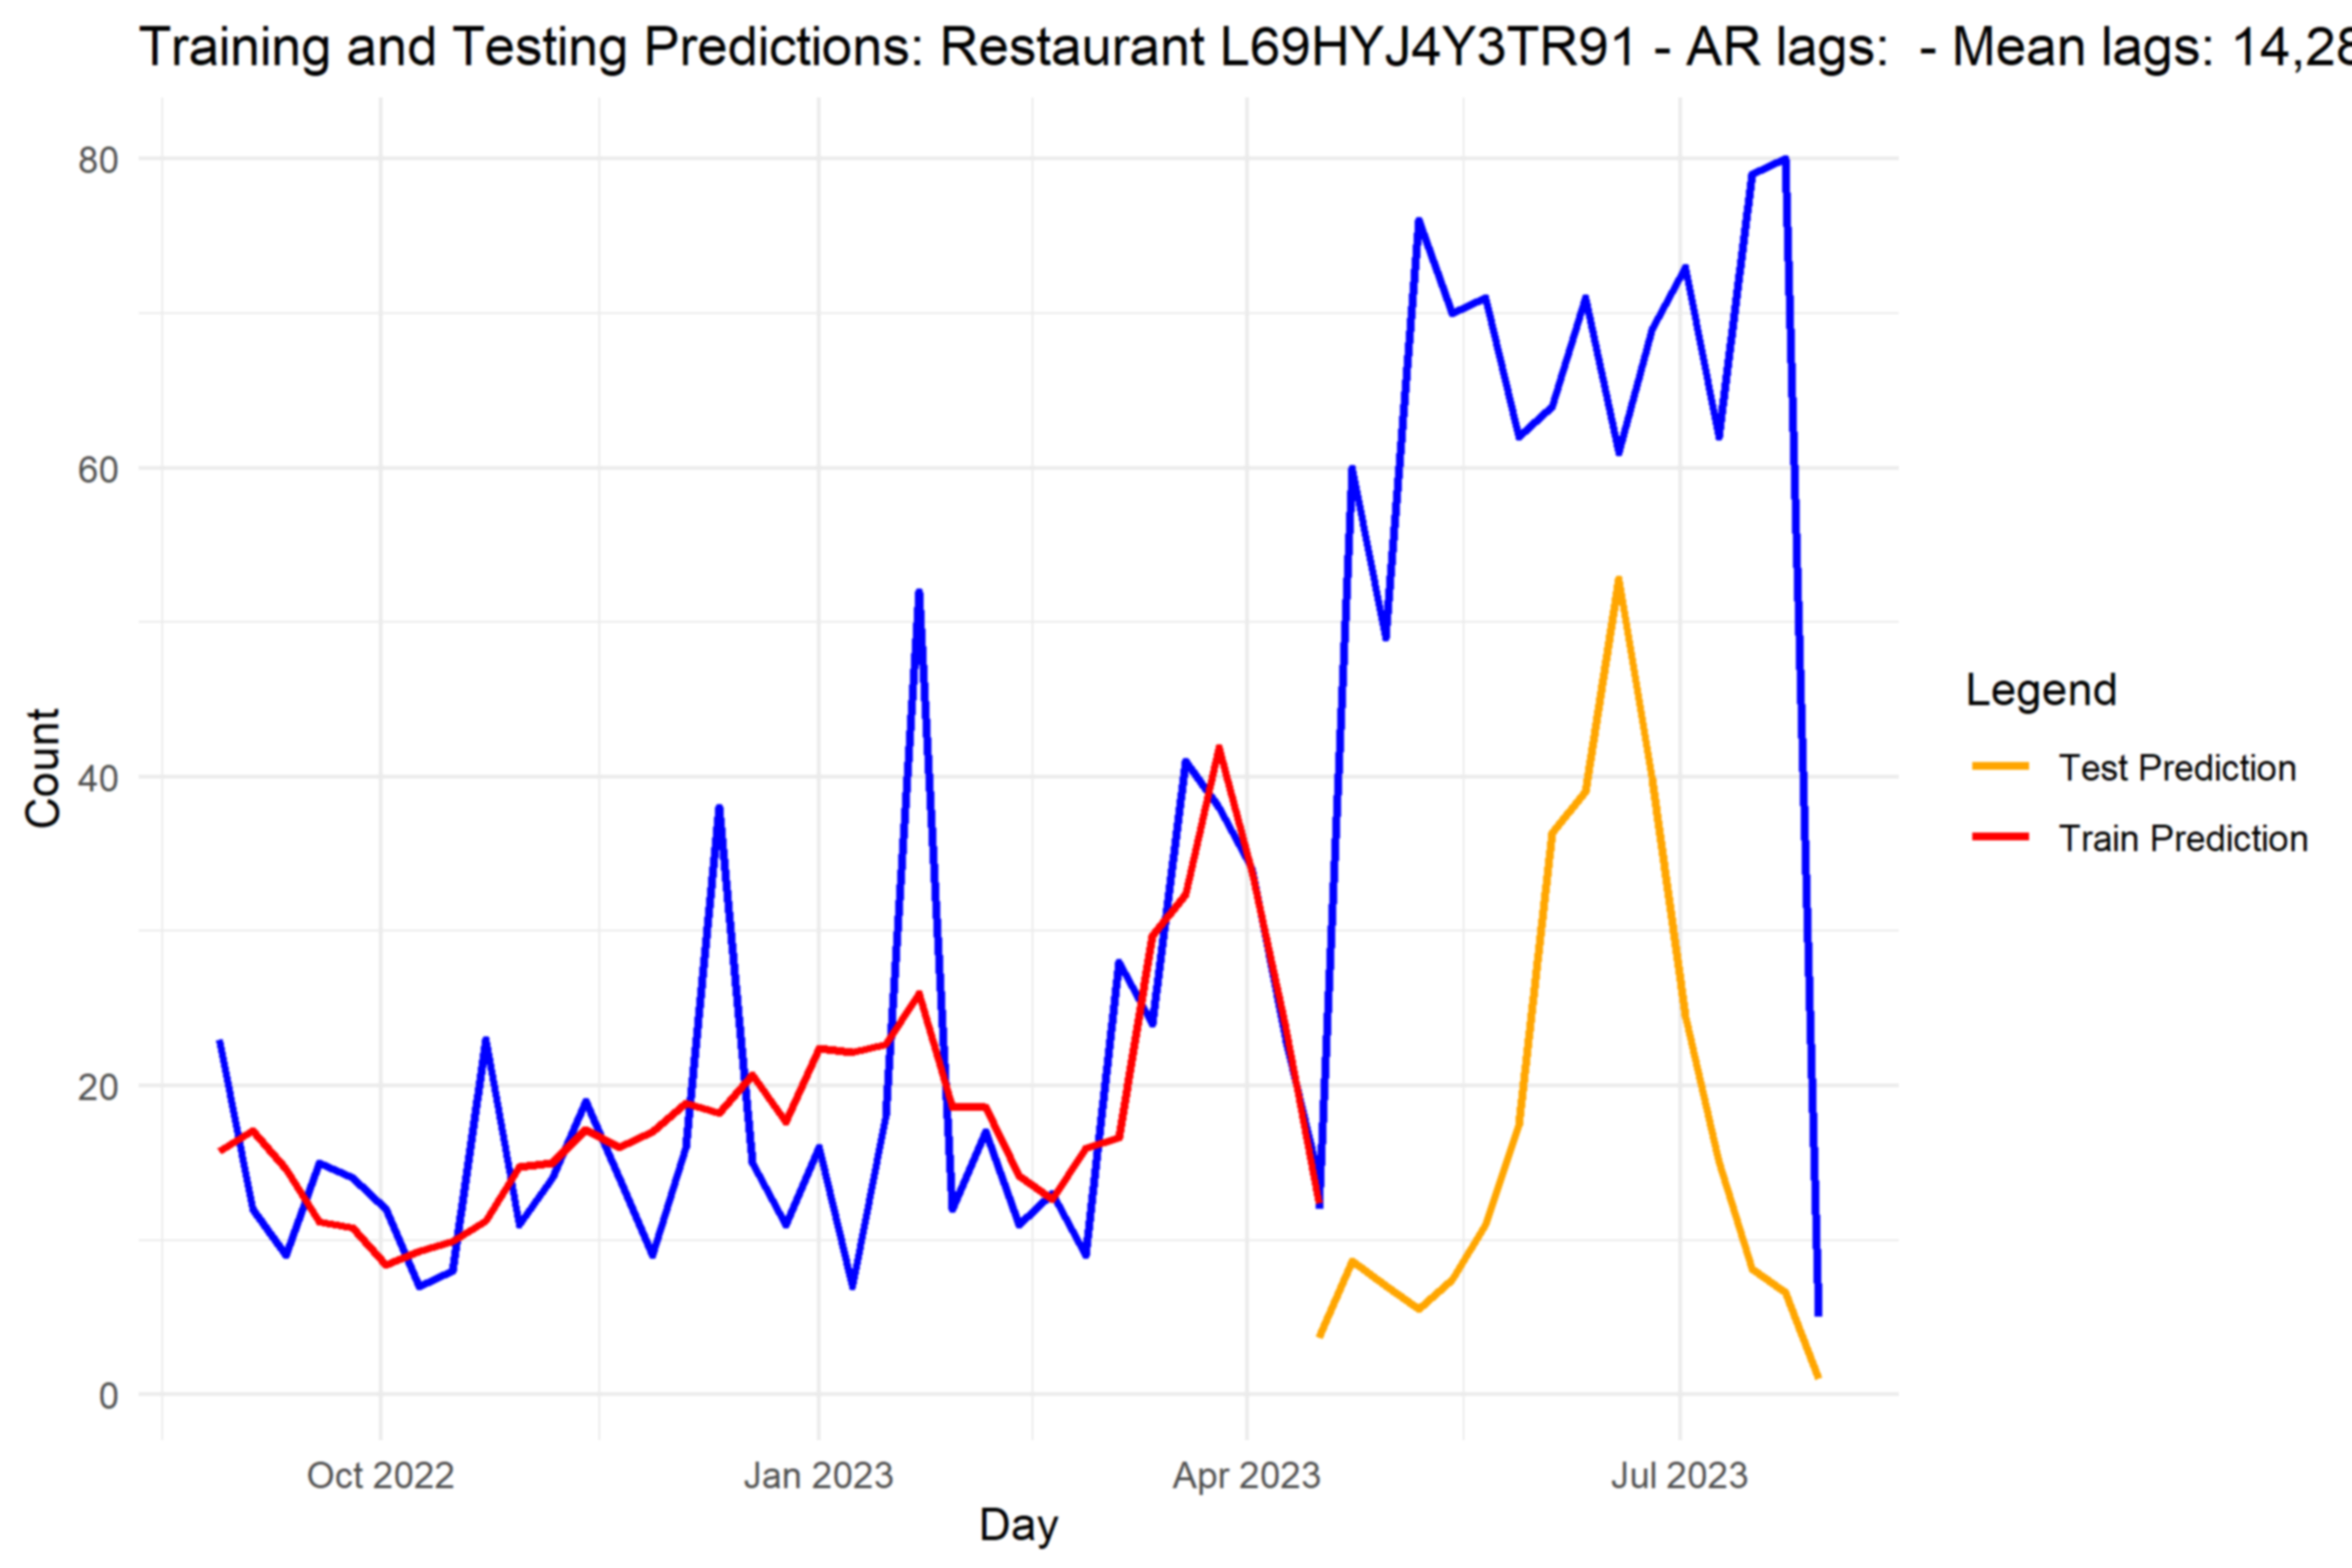 Training and Testing Predictions: Restaurant L69HYJ4Y3TR91 - AR lags:  - Mean lags: 14,28
80
60
40
20
0
Count
Oct 2022
Jan 2023
Apr 2023
Jul 2023
Day
Legend
Test Prediction
Train Prediction